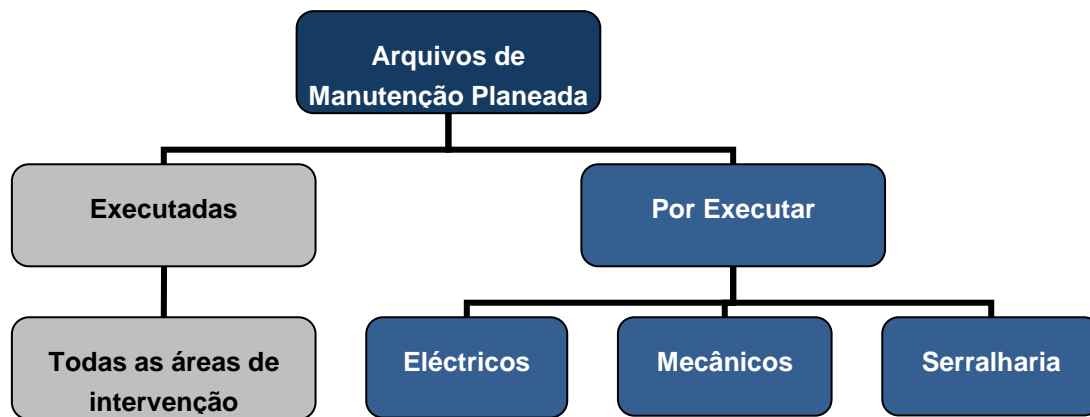 Arquivos de
Manutenção Planeada
Executadas
Por Executar
Todas as áreas de
intervenção
Eléctricos
Mecânicos
Serralharia